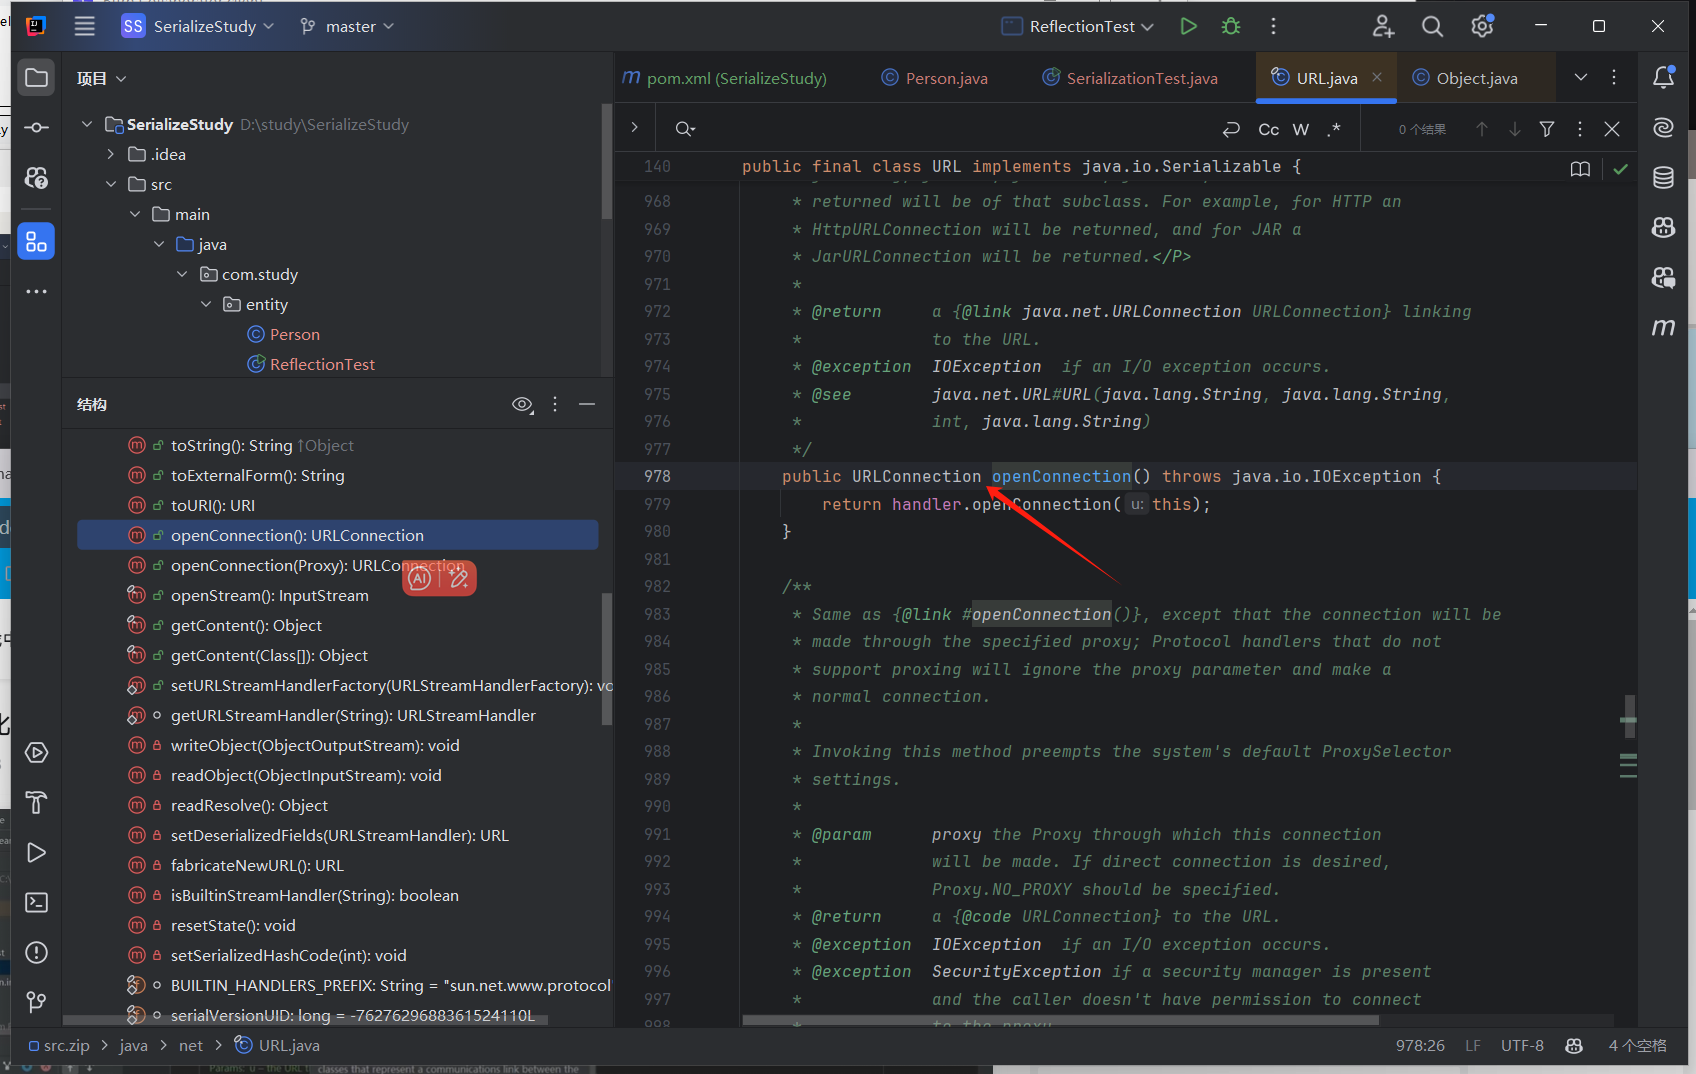 SS SerializeStudy master ReflectionTest
项目
SerializeStudy D:\study\SerializeStudy
.idea
src
main
java
com.study
entity
Person
ReflectionTest
结构
toString(): String ↑Object
toExternalForm(): String
toURI(): URI
openConnection(): URLConnection
openConnection(Proxy): URLConnection
AI
openStream(): InputStream
getContent(): Object
getContent(Class[]): Object
setURLStreamHandlerFactory(URLStreamHandlerFactory): vo
getURLStreamHandler(String): URLStreamHandler
writeObject(ObjectOutputStream): void
readObject(ObjectInputStream): void
readResolve(): Object
setDeserializedFields(URLStreamHandler): URL
fabricateNewURL(): URL
isBuiltinStreamHandler(String): boolean
resetState(): void
setSerializedHashCode(int): void
BUILTIN_HANDLERS_PREFIX: String = "sun.net.www.protocol
serialVersionUID: long = -7627629688361524110L
m pom.xml (SerializeStudy) Person.java SerializationTest.java URL.java Object.java
Cc W .* 0 个结果
140 public final class URL implements java.io.Serializable {
968 * returned will be of that subclass. For example, for HTTP an
969 * HttpURLConnection will be returned, and for JAR a
970 * JarURLConnection will be returned.</P>
971 *
972 * @return a {@link java.net.URLConnection URLConnection} linking
973 * to the URL.
974 * @exception IOException if an I/O exception occurs.
975 * @see java.net.URL#URL(java.lang.String, java.lang.String,
976 * int, java.lang.String)
977 */
978 public URLConnection openConnection() throws java.io.IOException {
979 return handler.openConnection( u: this);
980 }
981
982 /**
983 * Same as {@link #openConnection()}, except that the connection will be
984 * made through the specified proxy; Protocol handlers that do not
985 * support proxing will ignore the proxy parameter and make a
986 * normal connection.
987 *
988 * Invoking this method preempts the system's default ProxySelector
989 * settings.
990 *
991 * @param proxy the Proxy through which this connection
992 * will be made. If direct connection is desired,
993 * Proxy.NO_PROXY should be specified.
994 * @return a {@code URLConnection} to the URL.
995 * @exception IOException if an I/O exception occurs.
996 * @exception SecurityException if a security manager is present
997 * and the caller doesn't have permission to connect
998 * to the proxy
src.zip > java > net > URL.java
978:26 LF UTF-8 4 个空格